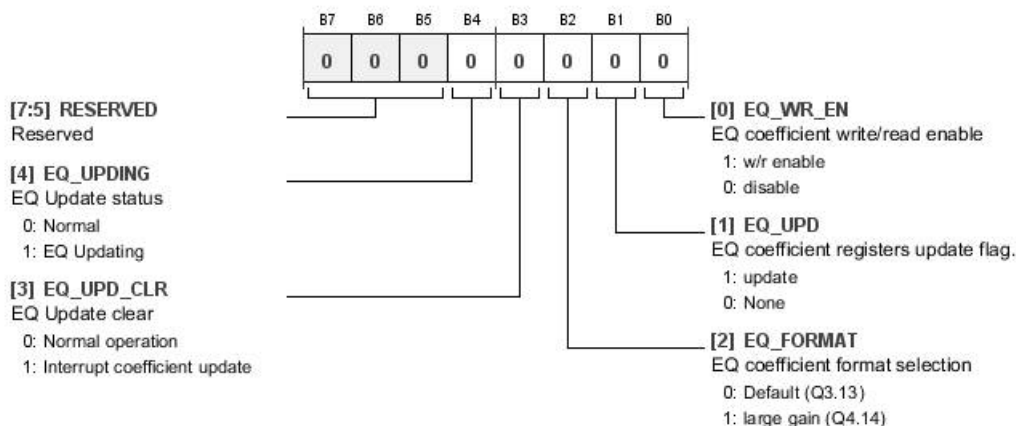 B7 B6 B5 B4 B3 B2 B1 B0
0 0 0 0 0 0 0 0
[7:5] RESERVED
Reserved
[4] EQ_UPDING
EQ Update status
0: Normal
1: EQ Updating
[3] EQ_UPD_CLR
EQ Update clear
0: Normal operation
1: Interrupt coefficient update
[0] EQ_WR_EN
EQ coefficient write/read enable
1: w/r enable
0: disable
[1] EQ_UPD
EQ coefficient registers update flag.
1: update
0: None
[2] EQ_FORMAT
EQ coefficient format selection
0: Default (Q3.13)
1: large gain (Q4.14)